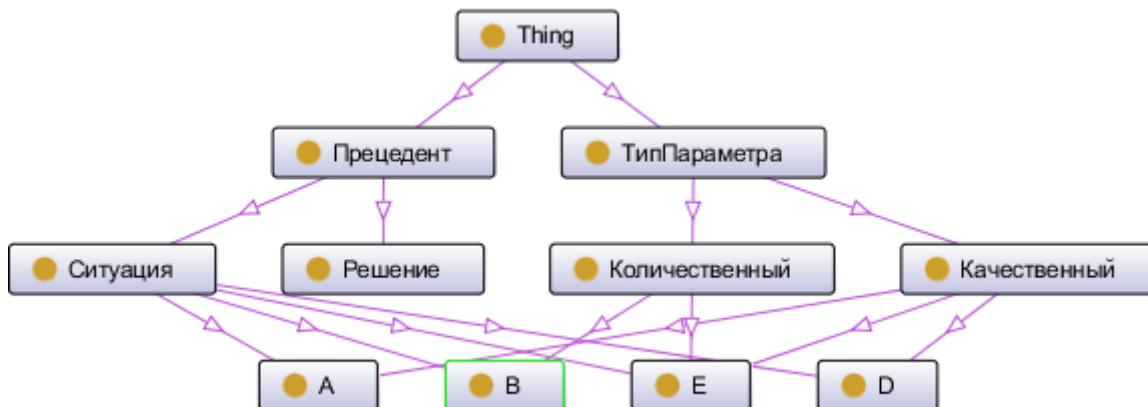 Thing
Прецедент ТипПараметра
Ситуация Решение Количественный Качественный
A B E D